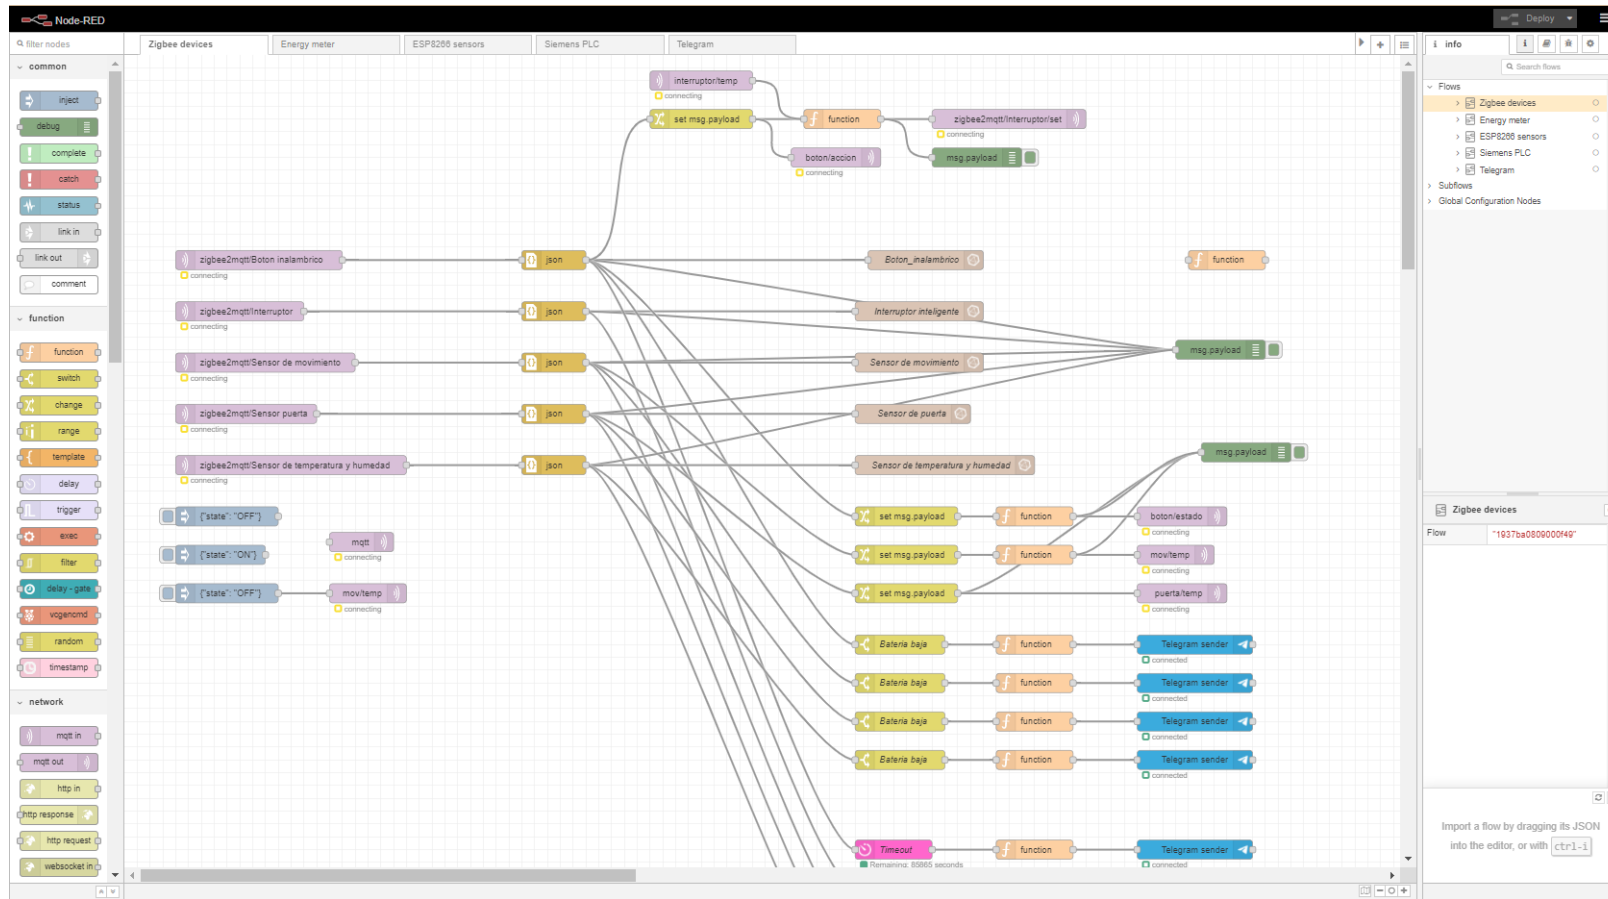 Node-RED
Deploy
filter nodes
Zigbee devices
Energy meter
ESP8266 sensors
Siemens PLC
Telegram
info
i
Search flows
common
inject
debug
complete
catch
status
link in
link out
comment
function
function
switch
change
range
template
delay
trigger
exec
filter
delay - gate
vcgencmd
random
timestamp
network
mqtt in
mqtt out
http in
http response
http request
websocket in
interruptor/temp
connecting
set msg.payload
function
zigbee2mqtt/Interruptor/set
connecting
boton/accion
connecting
msg.payload
zigbee2mqtt/Boton inalambrico
connecting
json
Boton_inalambrico
function
zigbee2mqtt/Interruptor
connecting
json
Interruptor inteligente
msg.payload
zigbee2mqtt/Sensor de movimiento
connecting
json
Sensor de movimiento
zigbee2mqtt/Sensor puerta
connecting
json
Sensor de puerta
msg.payload
zigbee2mqtt/Sensor de temperatura y humedad
connecting
json
Sensor de temperatura y humedad
{"state": "OFF"}
set msg.payload
function
boton/estado
connecting
mqtt
connecting
{"state": "ON"}
set msg.payload
function
mov/temp
connecting
{"state": "OFF"}
mov/temp
connecting
set msg.payload
puerta/temp
connecting
Bateria baja
function
Telegram sender
connected
Bateria baja
function
Telegram sender
connected
Bateria baja
function
Telegram sender
connected
Bateria baja
function
Telegram sender
connected
Timeout
Remaining: 85865 seconds
function
Telegram sender
connected
Flows
Zigbee devices
Energy meter
ESP8266 sensors
Siemens PLC
Telegram
Subflows
Global Configuration Nodes
Zigbee devices
Flow
"1937ba0809000f49"
Import a flow by dragging its JSON
into the editor, or with ctrl-i